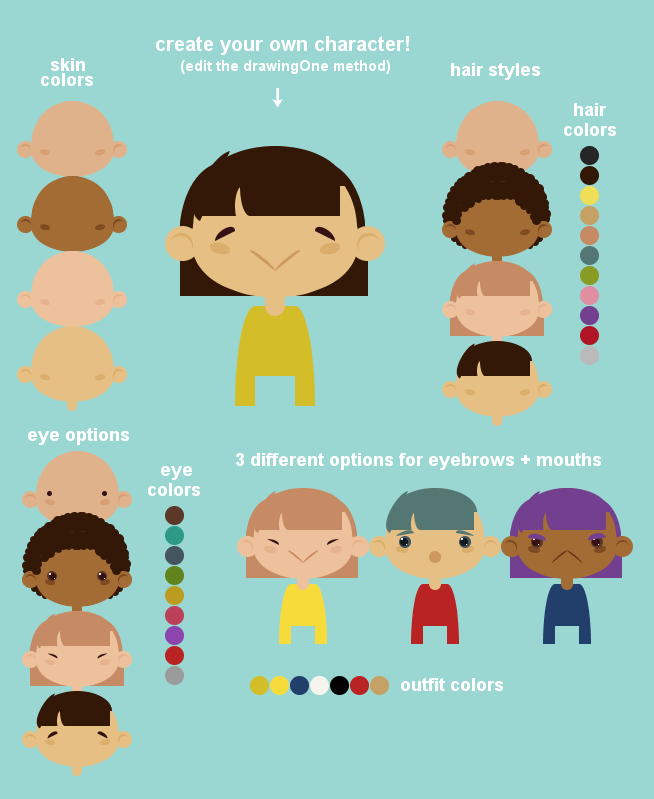 create your own character!
(edit the drawingOne method)
skin
colors
hair styles
hair
colors
eye options
eye
colors
3 different options for eyebrows + mouths
outfit colors